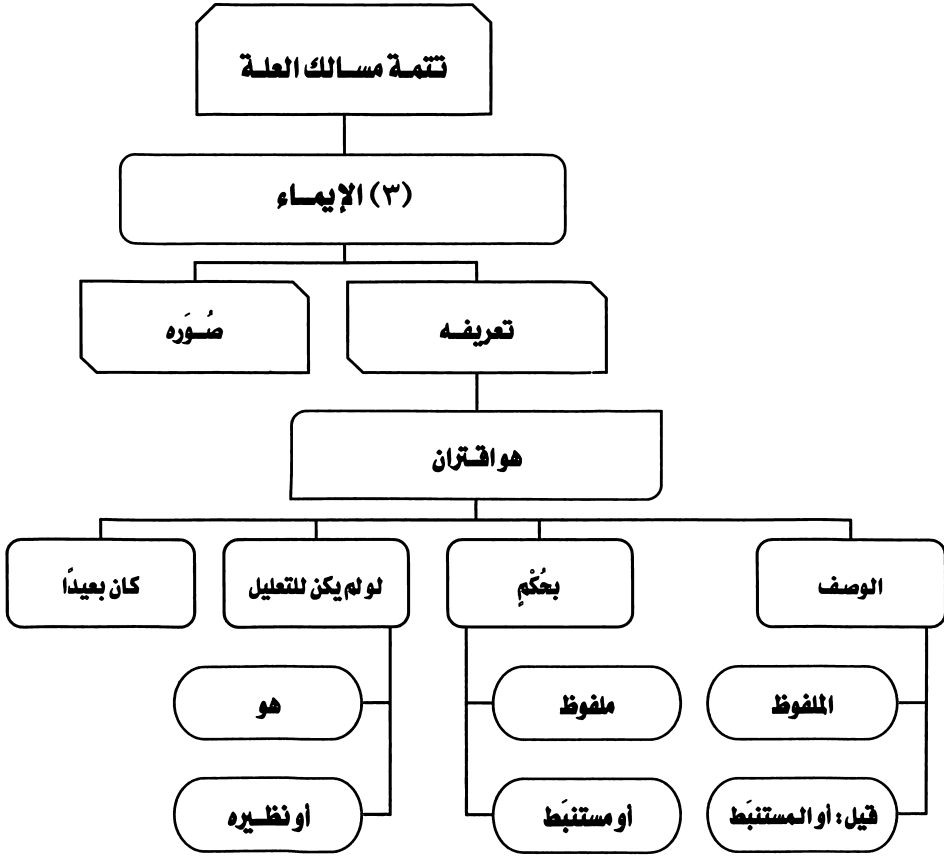 تتمة مسالك العلة
(٣) الإيماء
تعريفه
صُوَره
هو اقتران
الوصف
بحُكْمٍ
لو لم يكن للتعليل
كان بعيدًا
الملفوظ
ملفوظ
هو
قيل: أو المستنبَط
أو مستنبَط
أو نظيره